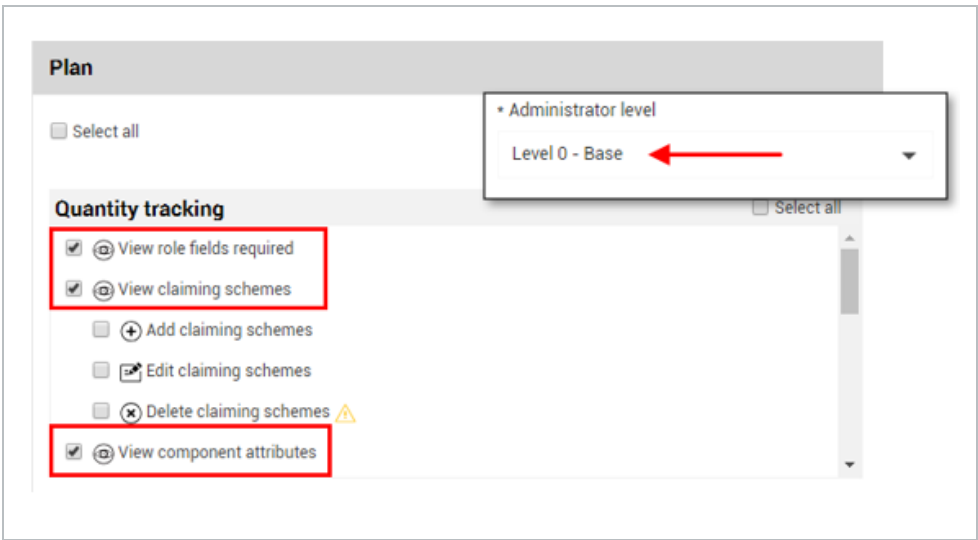 Plan
* Administrator level
Select all
Level 0 - Base
Quantity tracking
Select all
View role fields required
View claiming schemes
Add claiming schemes
Edit claiming schemes
Delete claiming schemes
View component attributes